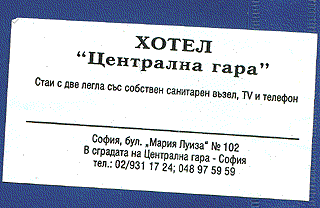 ХОТЕЛ
“Централна гара”
Стаи с две легла със собствен санитарен възел, TV и телефон
София, бул. „Мария Луиза” № 102
В сградата на Централна гара - София
тел.: 02/931 17 24; 048 97 59 59